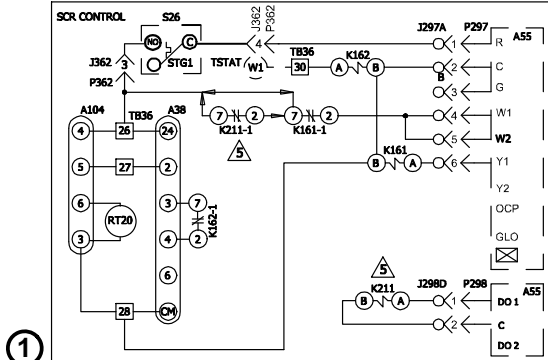 SCR CONTROL
S26
NO
C
STG1
J362
P362
4
TSTAT
W1
J297A
P297
A55
1
R
J362
3
P362
TB36
30
A
K162
B
2
C
B
3
G
7
K211-1
2
7
K161-1
2
4
W1
5
W2
5
A104
TB36
A38
4
26
24
5
27
2
B
K161
A
6
Y1
Y2
6
RT20
3
7
K162-1
3
4
2
OCP
6
GLO
5
28
CM
B
K211
A
J298D
P298
A55
1
DO 1
2
C
DO 2
1